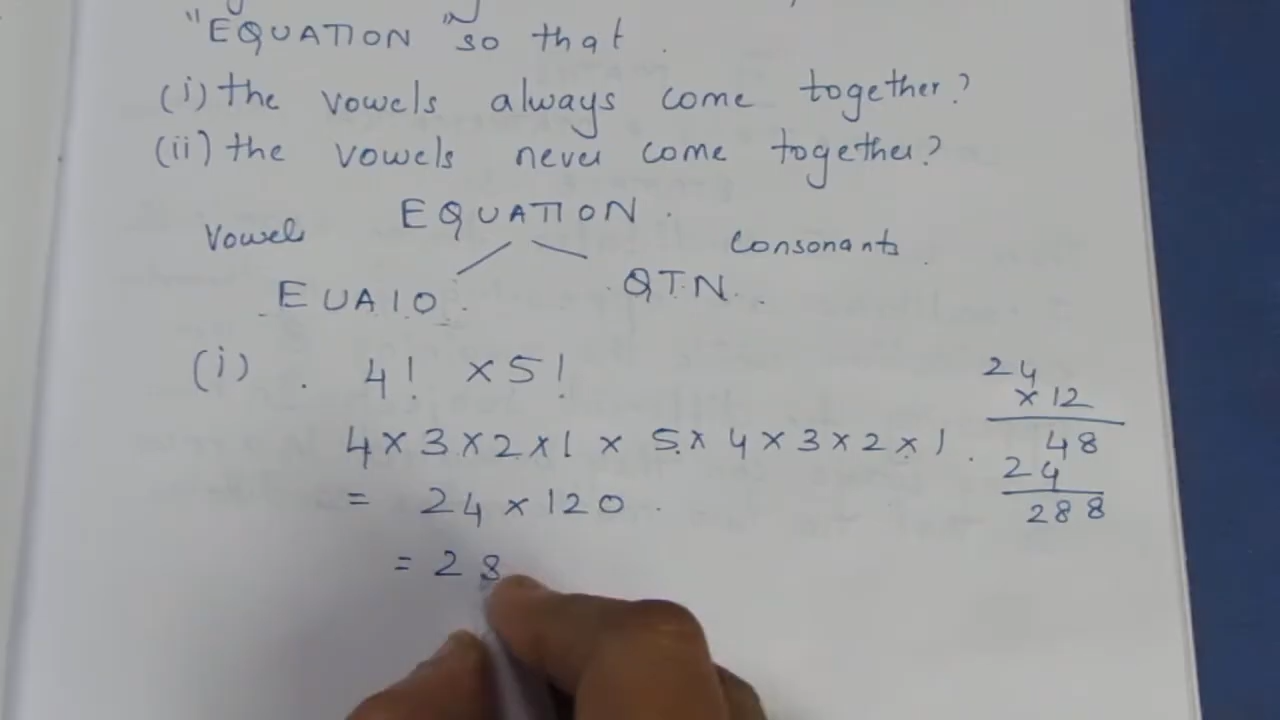 "EQUATION" so that.
(i) the vowels always come together?
(ii) the vowels never come together?
EQUATION.
Vowels Consonants.
EUAIO. QTN.
(i). 4! × 5!
4 × 3 × 2 × 1 × 5 × 4 × 3 × 2 × 1.
= 24 × 120.
= 28
24
× 12
48
24
288